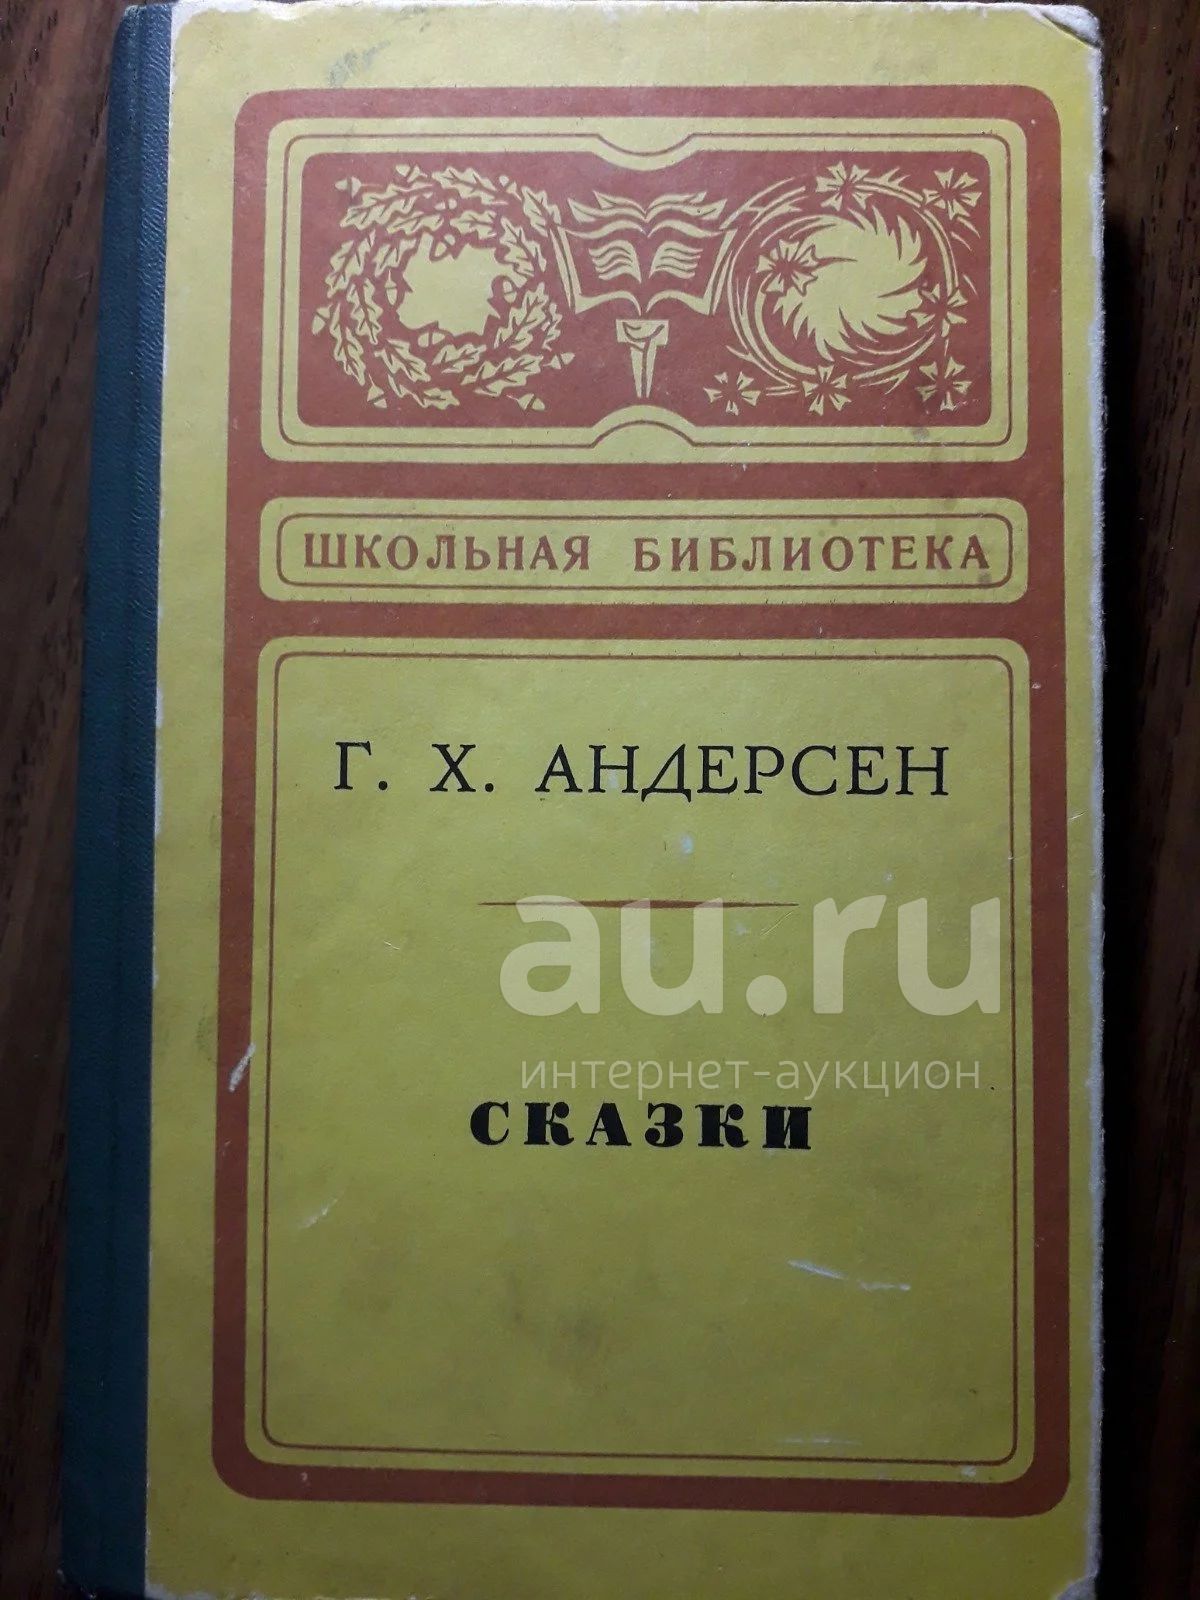 ШКОЛЬНАЯ БИБЛИОТЕКА
Г. Х. АНДЕРСЕН
au.ru
интернет-аукцион
СКАЗКИ